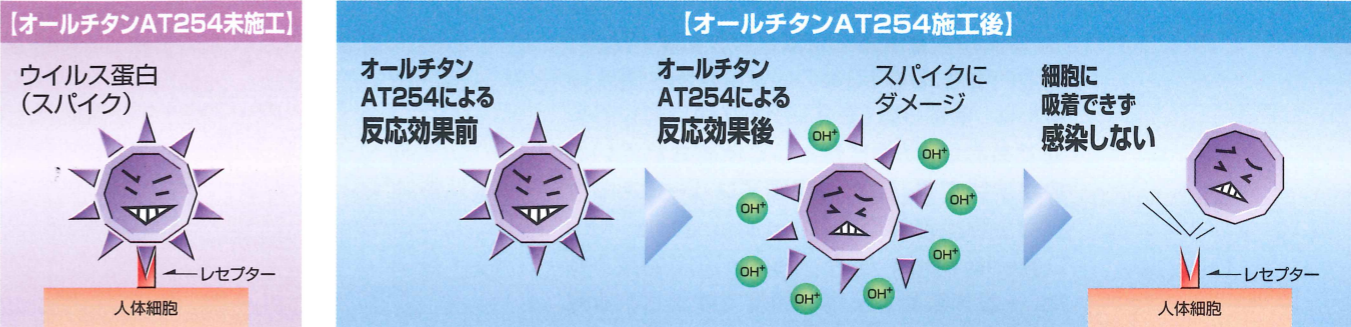 【オールチタンAT254未施工】
ウイルス蛋白
(スパイク)
レセプター
人体細胞
【オールチタンAT254施工後】
オールチタン
AT254による
反応効果前
オールチタン
AT254による
反応効果後
スパイクに
ダメージ
OH⁺
OH⁺
OH⁺
OH⁺
OH⁺
OH⁺
OH⁺
OH⁺
細胞に
吸着できず
感染しない
レセプター
人体細胞